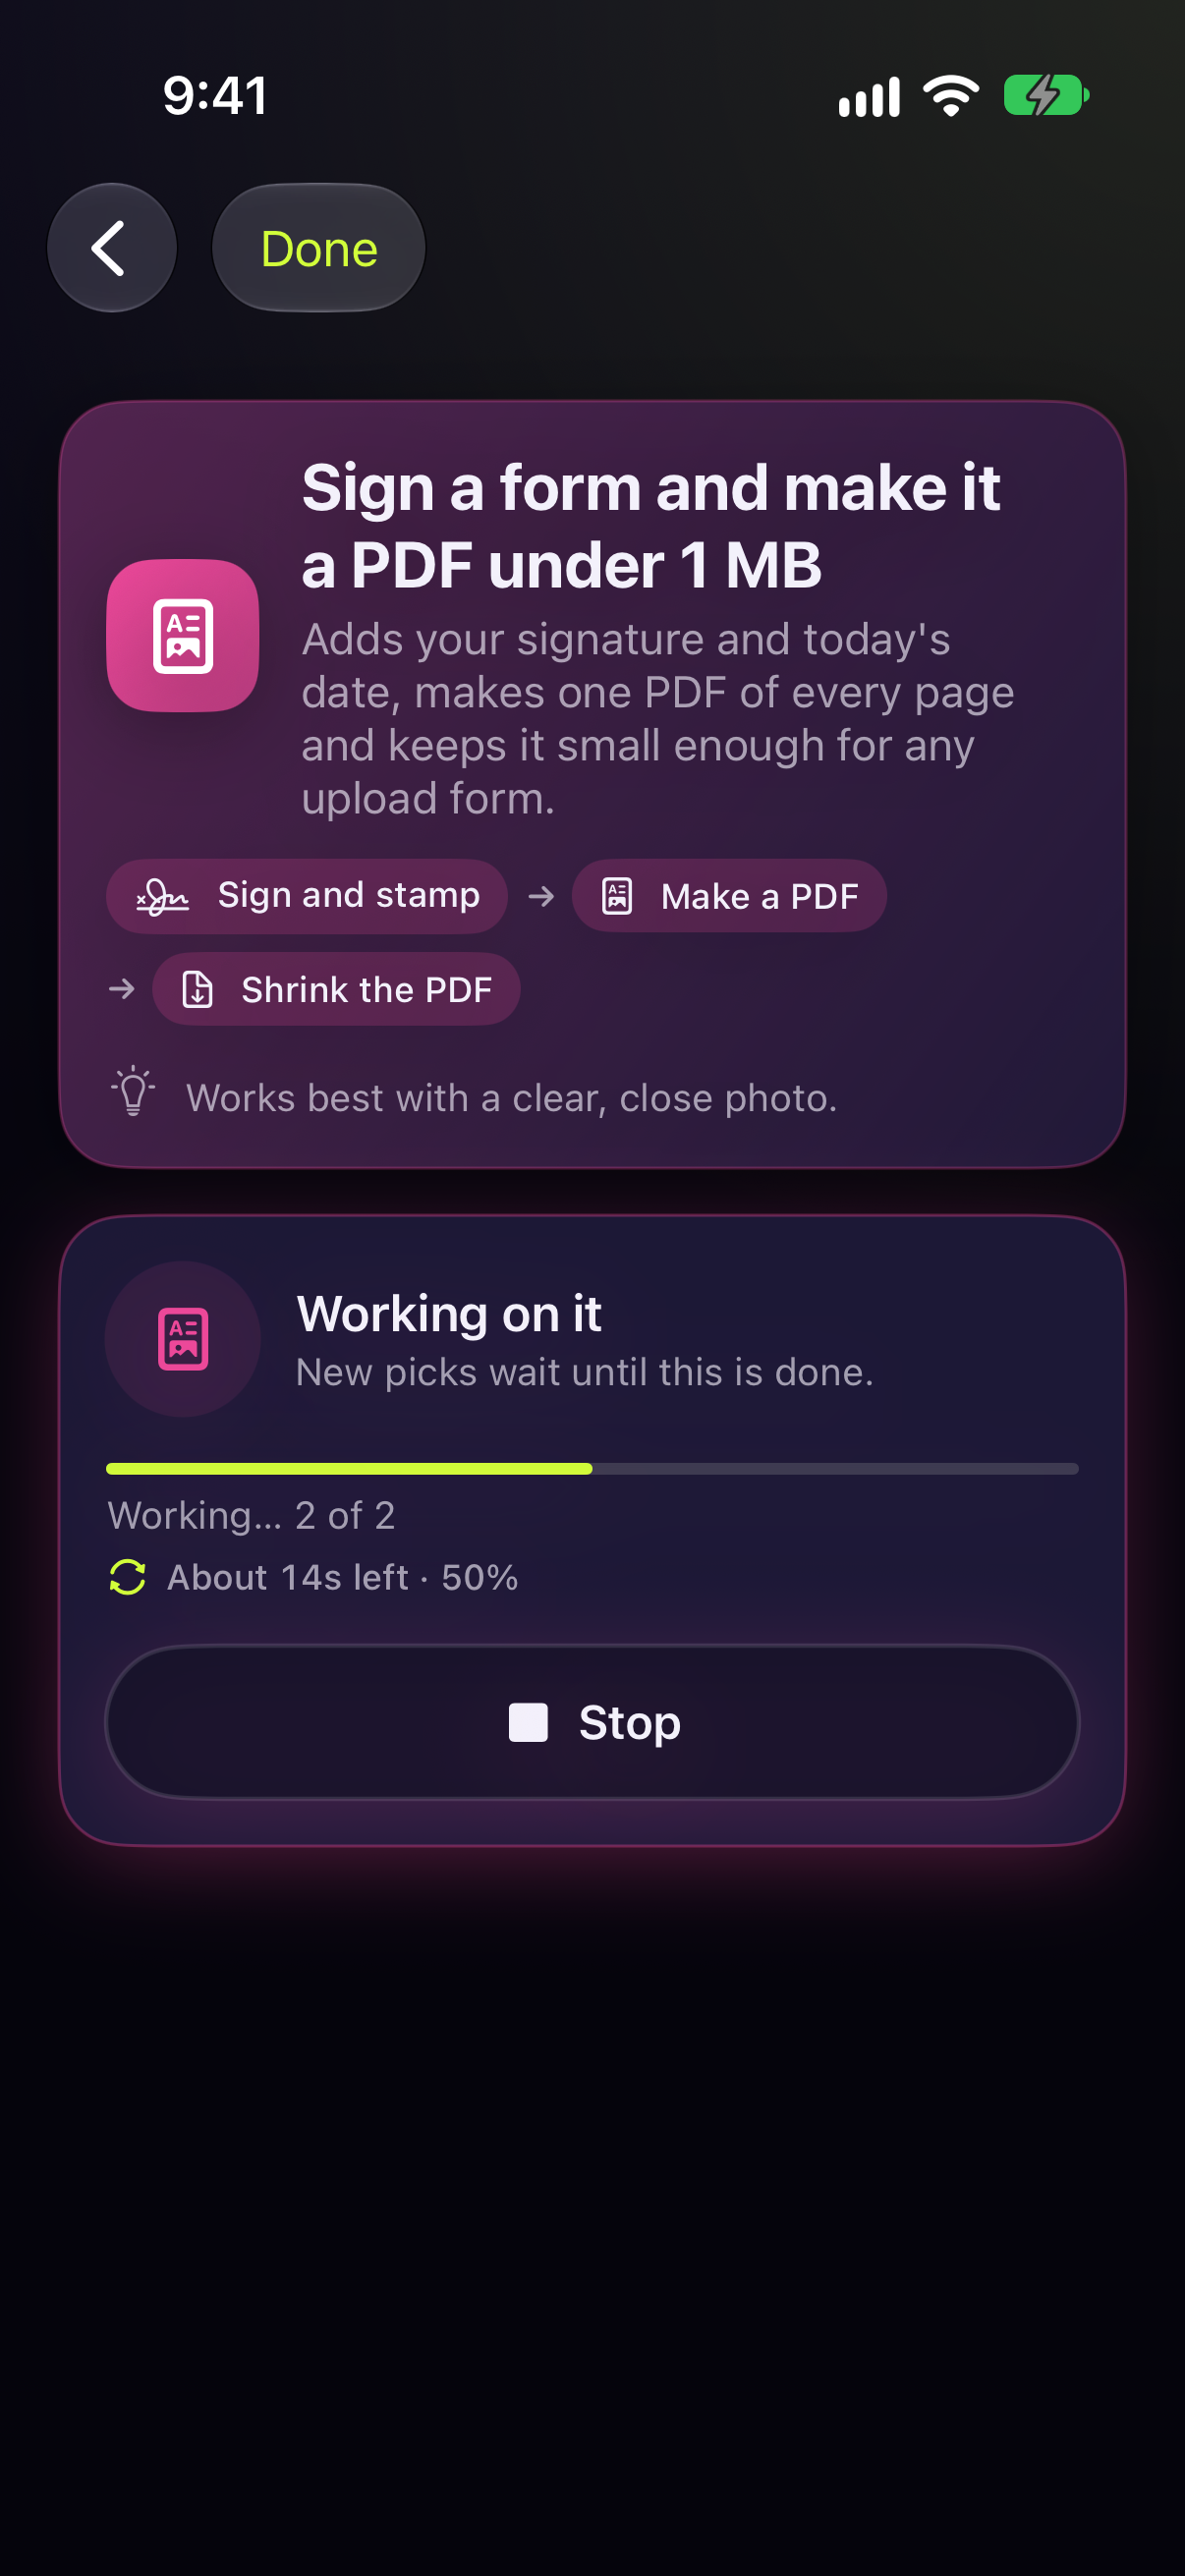 9:41
Done
Sign a form and make it
a PDF under 1 MB
Adds your signature and today's
date, makes one PDF of every page
and keeps it small enough for any
upload form.
Sign and stamp → Make a PDF
→ Shrink the PDF
Works best with a clear, close photo.
Working on it
New picks wait until this is done.
Working... 2 of 2
About 14s left · 50%
Stop